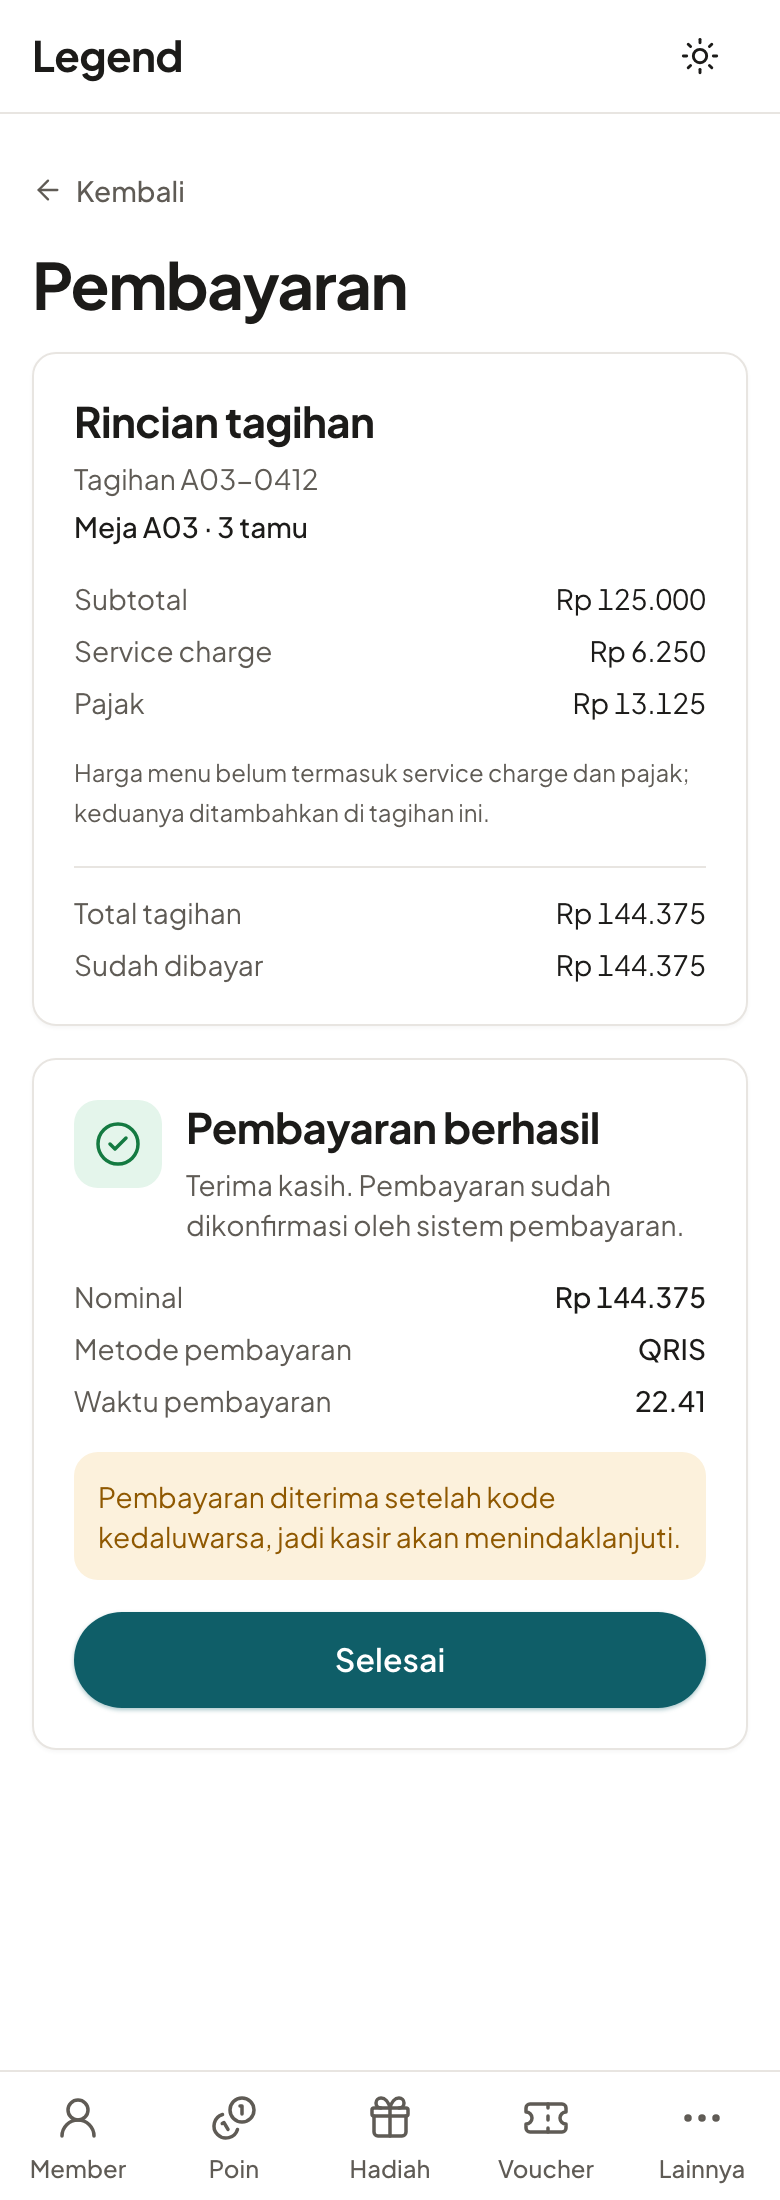 Legend
Kembali
Pembayaran
Rincian tagihan
Tagihan A03–0412
Meja A03 · 3 tamu
Subtotal Rp 125.000
Service charge Rp 6.250
Pajak Rp 13.125
Harga menu belum termasuk service charge dan pajak;
keduanya ditambahkan di tagihan ini.
Total tagihan Rp 144.375
Sudah dibayar Rp 144.375
Pembayaran berhasil
Terima kasih. Pembayaran sudah
dikonfirmasi oleh sistem pembayaran.
Nominal Rp 144.375
Metode pembayaran QRIS
Waktu pembayaran 22.41
Pembayaran diterima setelah kode
kedaluwarsa, jadi kasir akan menindaklanjuti.
Selesai
Member Poin Hadiah Voucher Lainnya